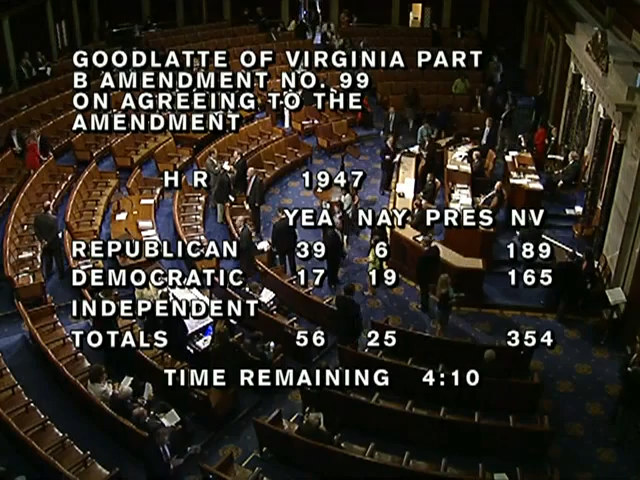 GOODLATTE OF VIRGINIA PART
B AMENDMENT NO. 99
ON AGREEING TO THE
AMENDMENT
H R 1947
YEA NAY PRES NV
REPUBLICAN 39 6 189
DEMOCRATIC 17 19 165
INDEPENDENT
TOTALS 56 25 354
TIME REMAINING 4:10